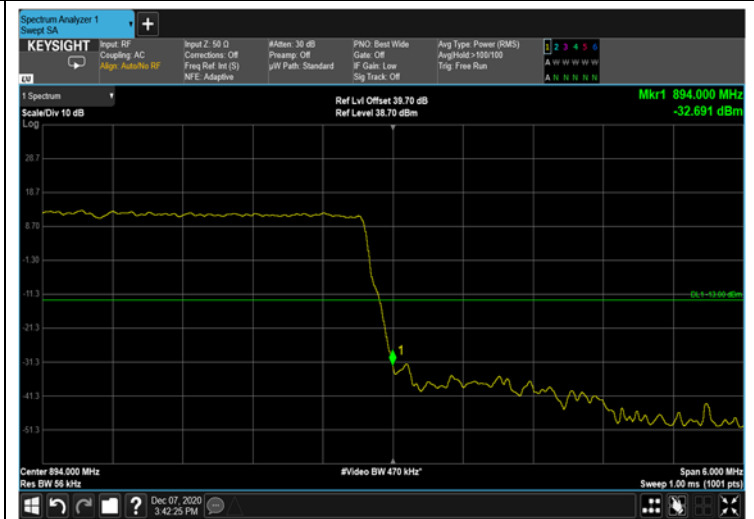 Spectrum Analyzer 1
Swept SA
+
KEYSIGHT
Input: RF
Coupling: AC
Align: Auto/No RF
Input Z: 50 Ω
Corrections: Off
Freq Ref: Int (S)
NFE: Adaptive
#Atten: 30 dB
Preamp: Off
µW Path: Standard
PNO: Best Wide
Gate: Off
IF Gain: Low
Sig Track: Off
Avg Type: Power (RMS)
Avg|Hold:>100/100
Trig: Free Run
1 2 3 4 5 6
A W W W W W
A N N N N N
LXI
1 Spectrum
Scale/Div 10 dB
Log
Ref Lvl Offset 39.70 dB
Ref Level 38.70 dBm
Mkr1 894.000 MHz
-32.691 dBm
28.7
18.7
8.70
-1.30
-11.3
DL1 -13.00 dBm
-21.3
-31.3
1
-41.3
-51.3
Center 894.000 MHz
Res BW 56 kHz
#Video BW 470 kHz*
Span 6.000 MHz
Sweep 1.00 ms (1001 pts)
?
Dec 07, 2020
3:42:25 PM